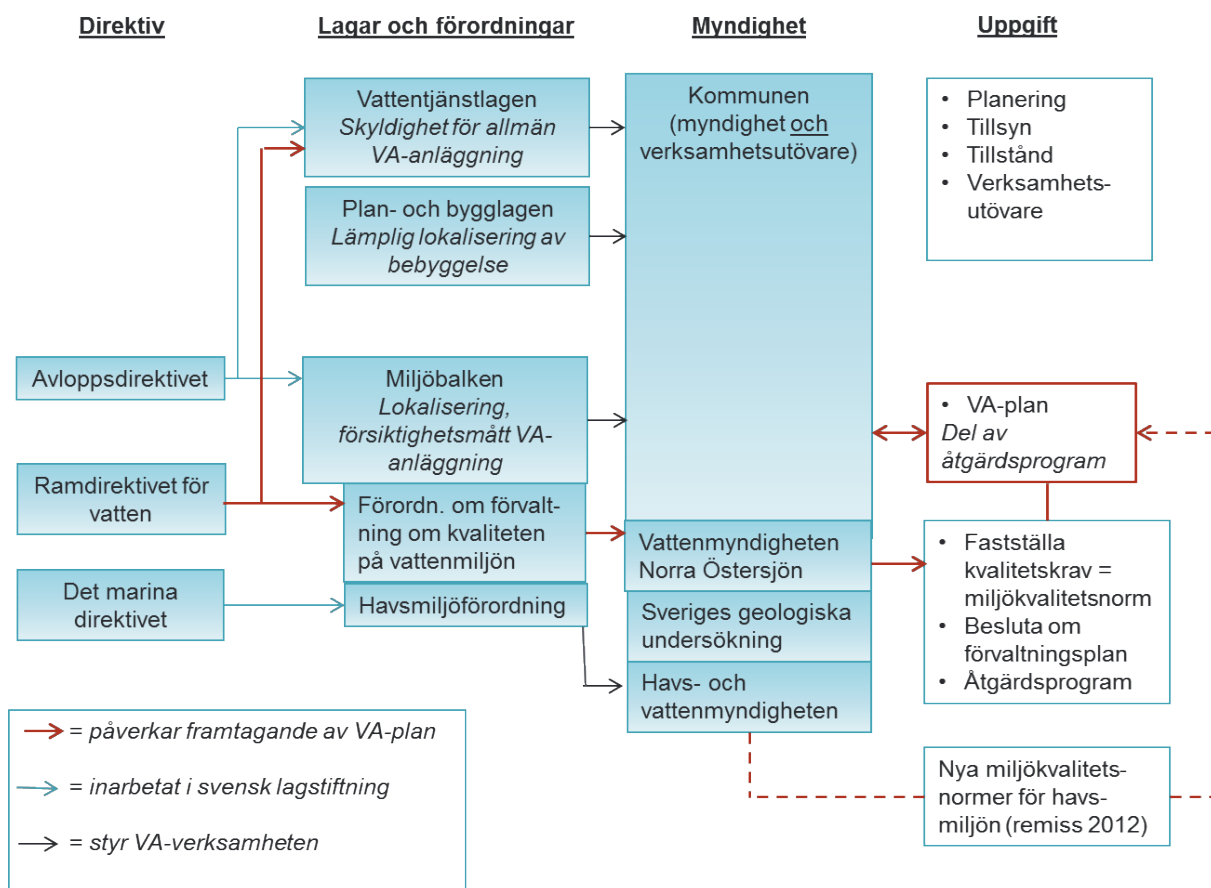 Direktiv
Lagar och förordningar
Myndighet
Uppgift
Vattentjänstlagen
Skyldighet för allmän
VA-anläggning
Plan- och bygglagen
Lämplig lokalisering av
bebyggelse
Kommunen
(myndighet och
verksamhetsutövare)
• Planering
• Tillsyn
• Tillstånd
• Verksamhets-
utövare
Avloppsdirektivet
Miljöbalken
Lokalisering,
försiktighetsmått VA-
anläggning
• VA-plan
Del av
åtgärdsprogram
Ramdirektivet för
vatten
Förordn. om förvalt-
ning om kvaliteten
på vattenmiljön
Vattenmyndigheten
Norra Östersjön
• Fastställa
kvalitetskrav =
miljökvalitetsnorm
• Besluta om
förvaltningsplan
• Åtgärdsprogram
Det marina
direktivet
Havsmiljöförordning
Sveriges geologiska
undersökning
Havs- och
vattenmyndigheten
Nya miljökvalitets-
normer för havs-
miljön (remiss 2012)
= påverkar framtagande av VA-plan
= inarbetat i svensk lagstiftning
= styr VA-verksamheten